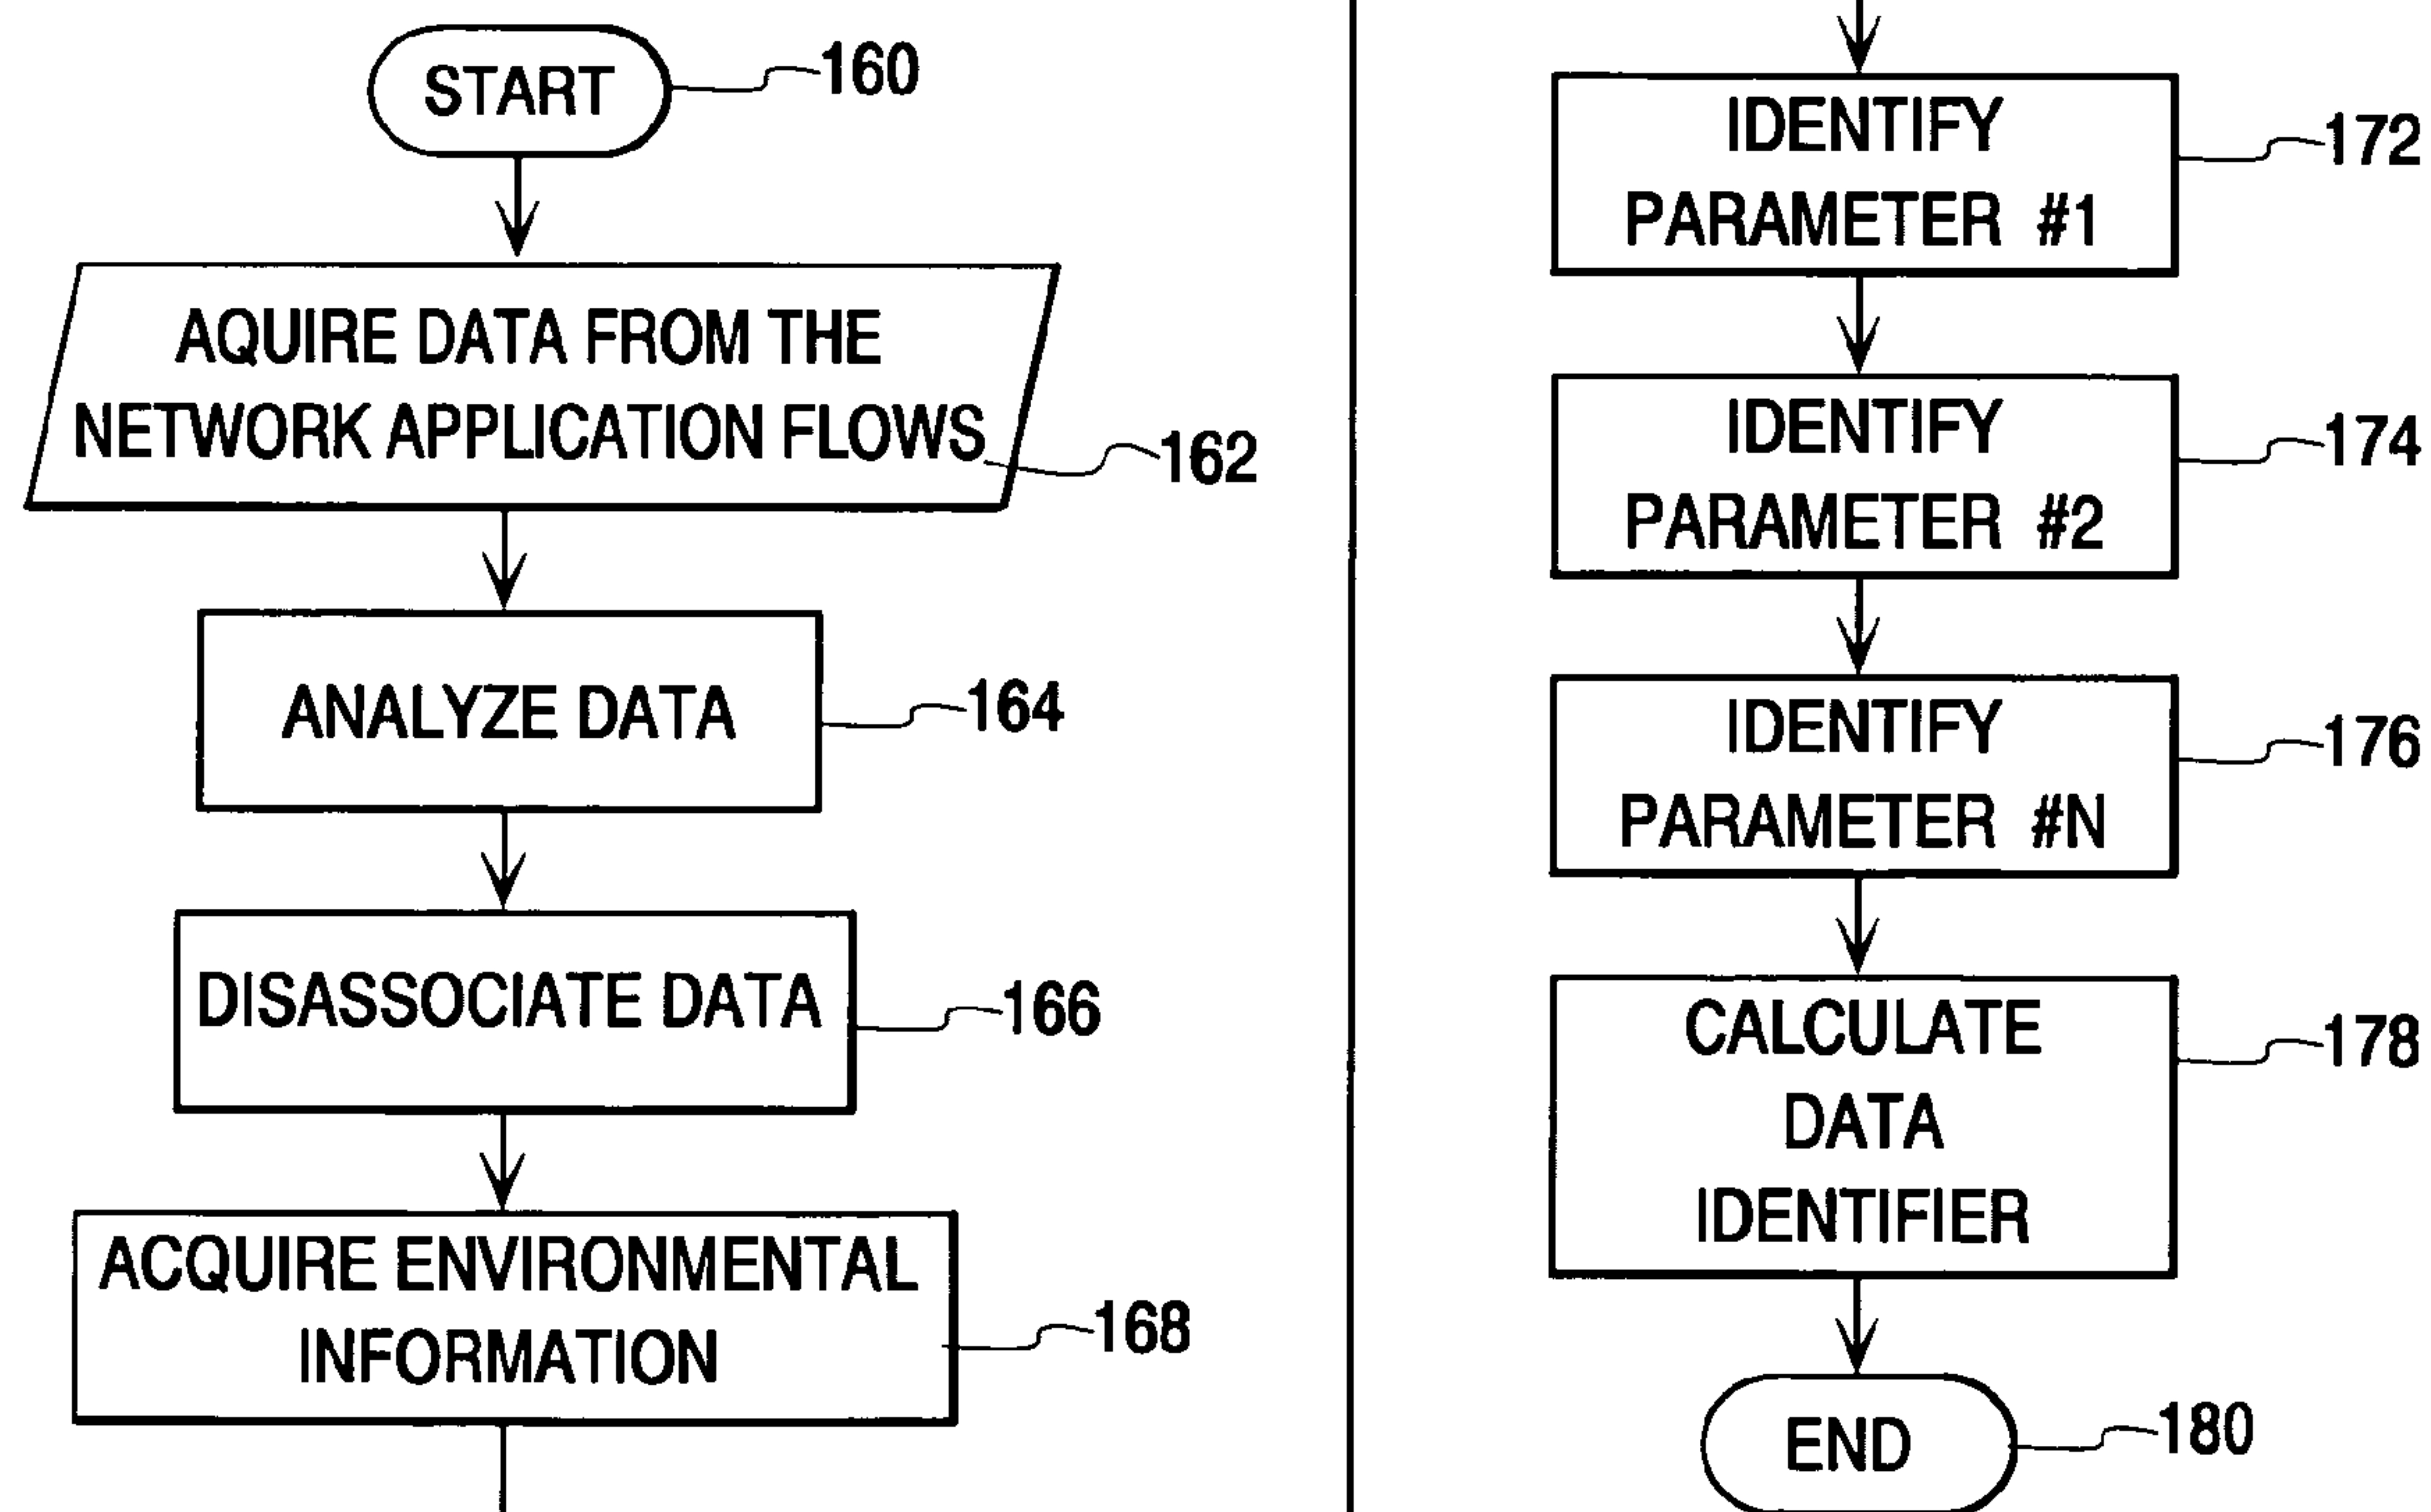 START
160
AQUIRE DATA FROM THE
NETWORK APPLICATION FLOWS
162
ANALYZE DATA
164
DISASSOCIATE DATA
166
ACQUIRE ENVIRONMENTAL
INFORMATION
168
IDENTIFY
PARAMETER #1
172
IDENTIFY
PARAMETER #2
174
IDENTIFY
PARAMETER #N
176
CALCULATE
DATA
IDENTIFIER
178
END
180